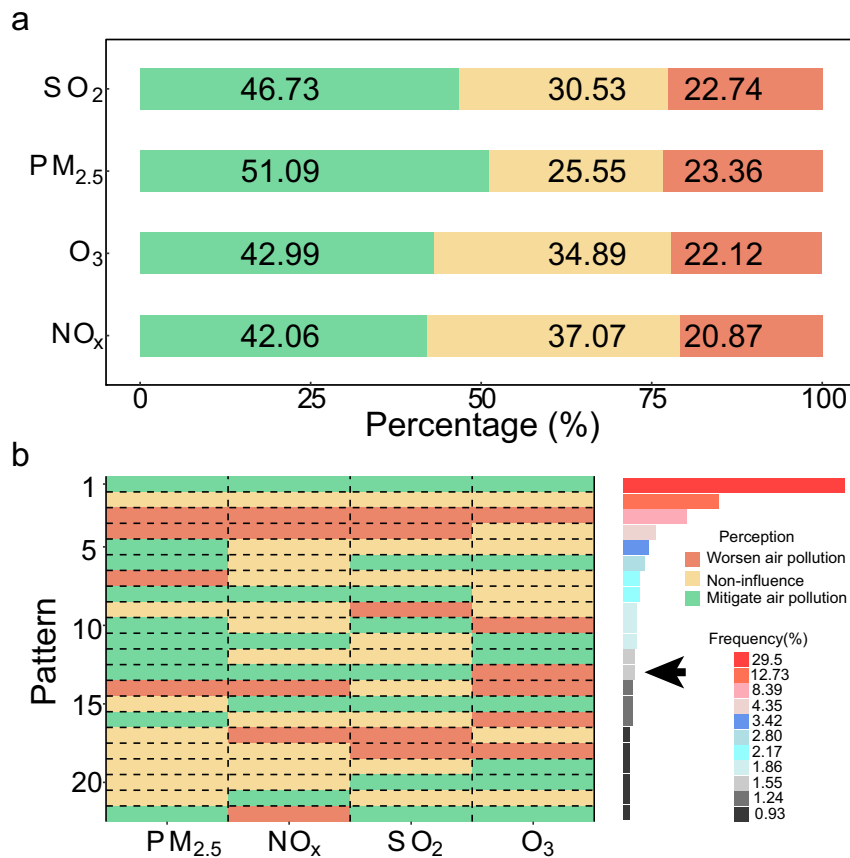 a
SO₂ 46.73 30.53 22.74
PM₂.₅ 51.09 25.55 23.36
O₃ 42.99 34.89 22.12
NOₓ 42.06 37.07 20.87
0 25 50 75 100
Percentage (%)
b
Pattern
1
5
10
15
20
PM₂.₅ NOₓ SO₂ O₃
Perception
Worsen air pollution
Non-influence
Mitigate air pollution
Frequency(%)
29.5
12.73
8.39
4.35
3.42
2.80
2.17
1.86
1.55
1.24
0.93